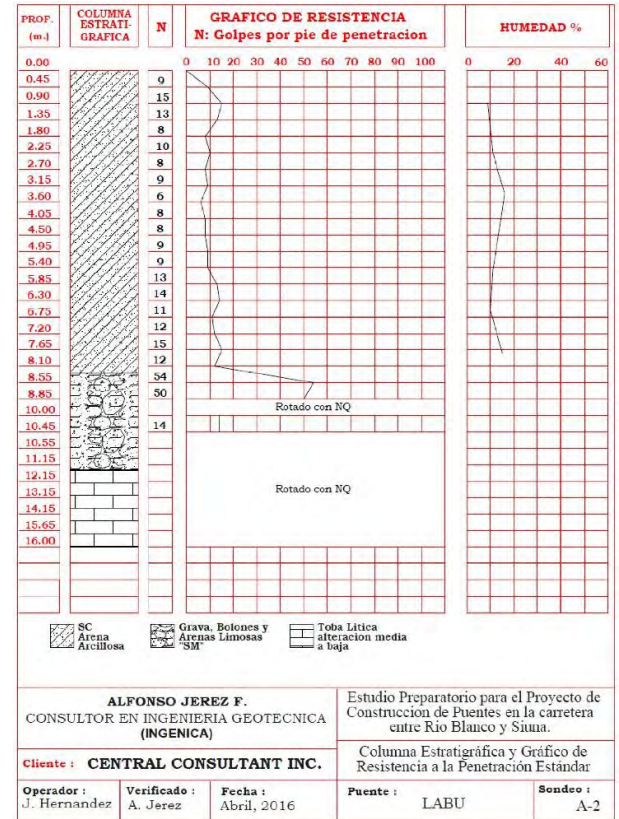 PROF. (m.)
COLUMNA ESTRATI- GRAFICA
N
GRAFICO DE RESISTENCIA
N: Golpes por pie de penetracion
HUMEDAD %
0 10 20 30 40 50 60 70 80 90 100
0 20 40 60
0.00
0.45 9
0.90 15
1.35 13
1.80 8
2.25 10
2.70 8
3.15 9
3.60 6
4.05 8
4.50 8
4.95 9
5.40 9
5.85 13
6.30 14
6.75 11
7.20 12
7.65 15
8.10 12
8.55 54
8.85 50
Rotado con NQ
10.00
10.45 14
10.55
11.15
12.15
13.15
Rotado con NQ
14.15
15.65
16.00
SC
Arena
Arcillosa
Grava, Bolones y
Arenas Limosas
"SM"
Toba Litica
alteracion media
a baja
ALFONSO JEREZ F.
CONSULTOR EN INGENIERIA GEOTECNICA
(INGENICA)
Estudio Preparatorio para el Proyecto de
Construccion de Puentes en la carretera
entre Rio Blanco y Siuna.
Cliente : CENTRAL CONSULTANT INC.
Columna Estratigráfica y Gráfico de
Resistencia a la Penetración Estándar
Operador :
J. Hernandez
Verificado :
A. Jerez
Fecha :
Abril, 2016
Puente :
LABU
Sondeo :
A-2